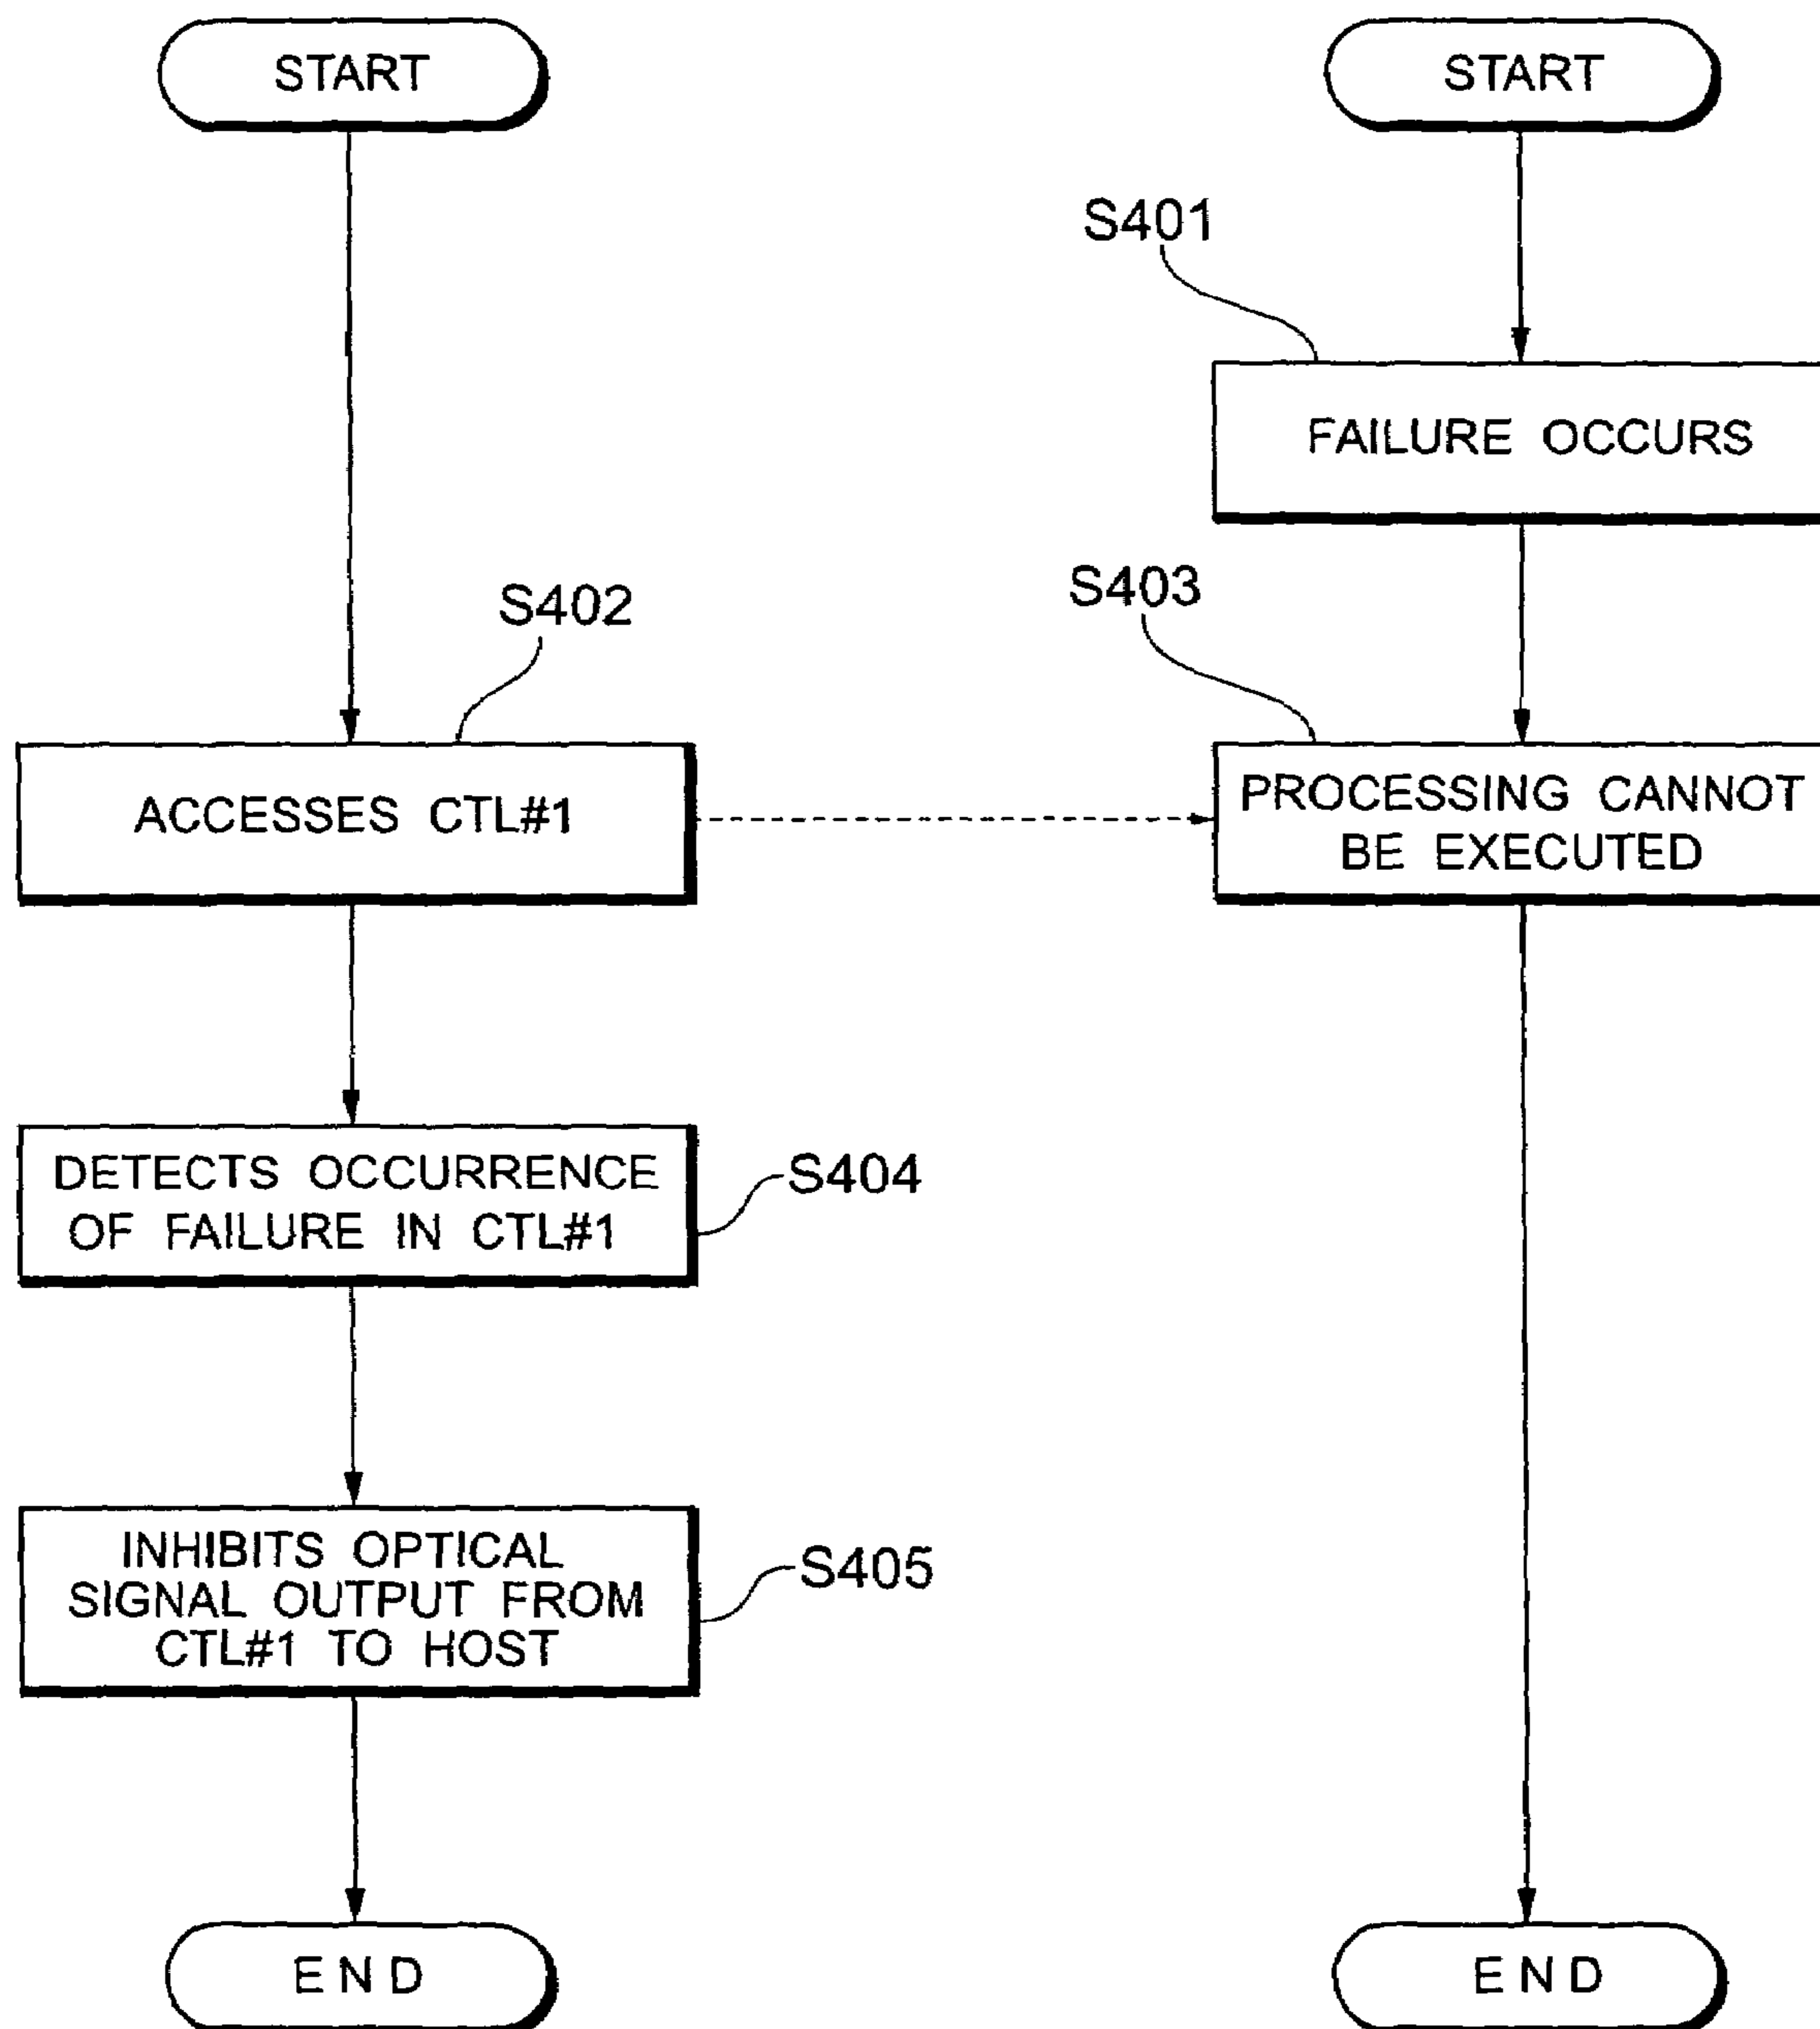 START
S402
ACCESSES CTL#1
DETECTS OCCURRENCE
OF FAILURE IN CTL#1
S404
INHIBITS OPTICAL
SIGNAL OUTPUT FROM
CTL#1 TO HOST
S405
END
START
S401
FAILURE OCCURS
S403
PROCESSING CANNOT
BE EXECUTED
END